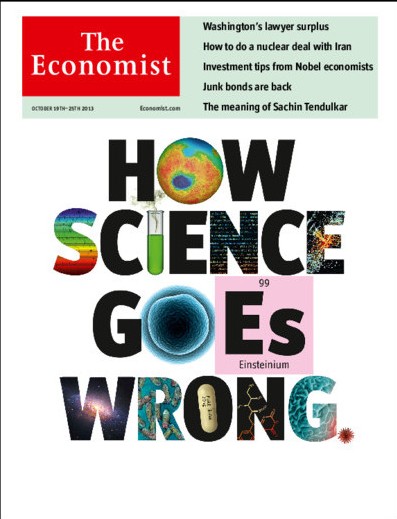 The
Economist
OCTOBER 19TH–25TH 2013
Economist.com
Washington's lawyer surplus
How to do a nuclear deal with Iran
Investment tips from Nobel economists
Junk bonds are back
The meaning of Sachin Tendulkar
HOW
SCIENCE
GOEs
99
Einsteinium
WRONG.